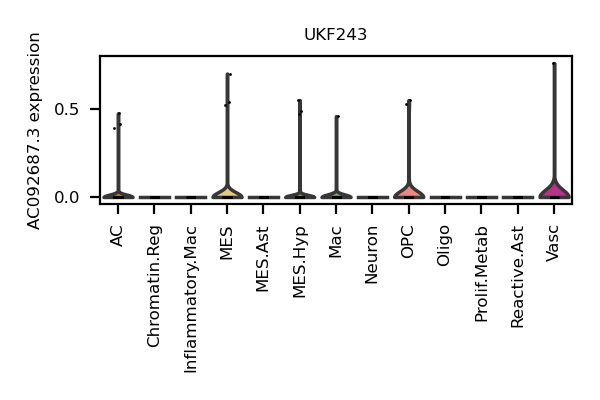 UKF243
AC092687.3 expression
0.5
0.0
AC
Chromatin.Reg
Inflammatory.Mac
MES
MES.Ast
MES.Hyp
Mac
Neuron
OPC
Oligo
Prolif.Metab
Reactive.Ast
Vasc